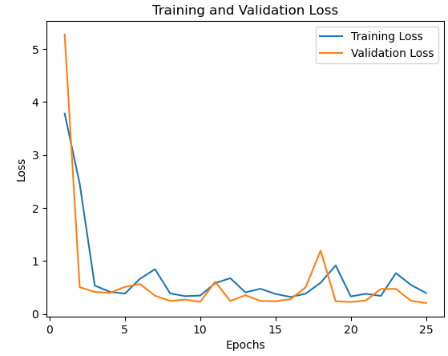 Training and Validation Loss
Training Loss
Validation Loss
5
4
3
2
1
0
Loss
0 5 10 15 20 25
Epochs